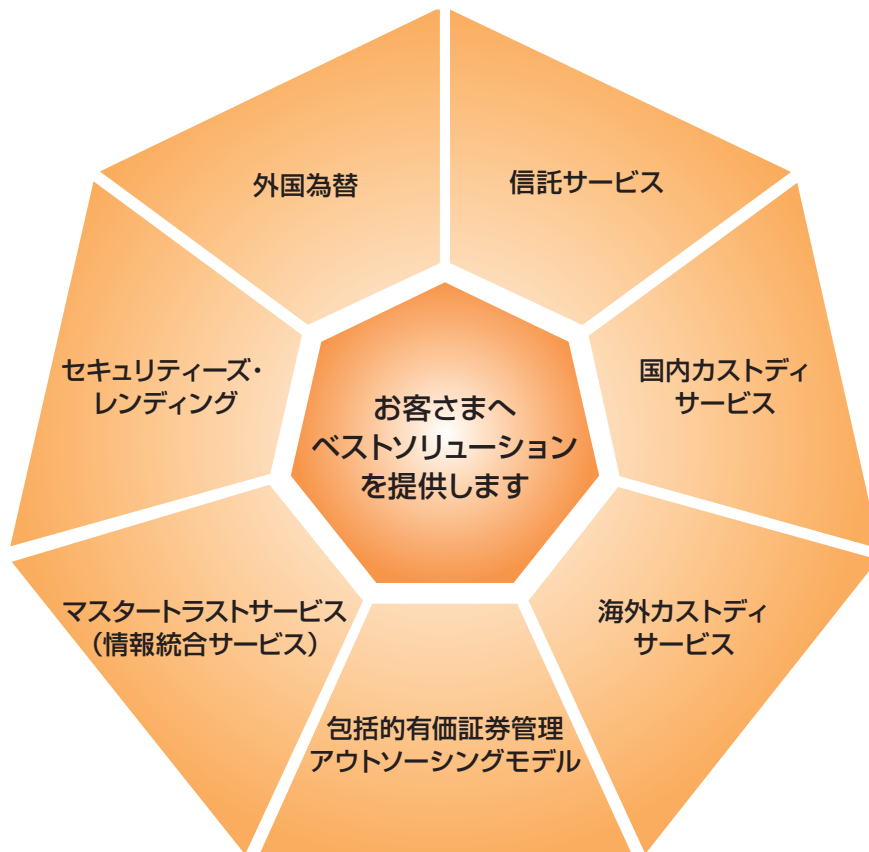 外国為替
信託サービス
セキュリティーズ・
レンディング
国内カストディ
サービス
お客さまへ
ベストソリューション
を提供します
マスタートラストサービス
（情報統合サービス）
海外カストディ
サービス
包括的有価証券管理
アウトソーシングモデル